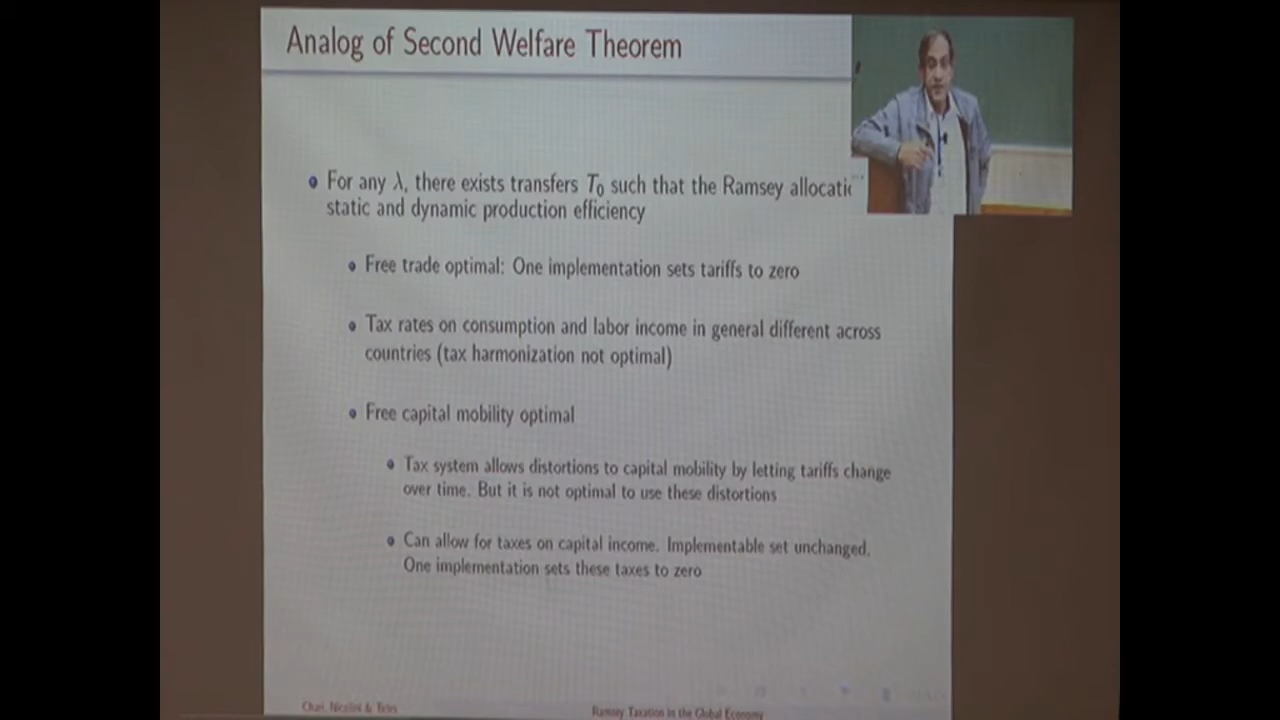 Analog of Second Welfare Theorem
For any λ, there exists transfers T₀ such that the Ramsey
static and dynamic production efficiency
Free trade optimal: One implementation sets tariffs to zero
Tax rates on consumption and labor income in general different across
countries (tax harmonization not optimal)
Free capital mobility optimal
Tax system allows distortions to capital mobility by letting tariffs change
over time. But it is not optimal to use these distortions
Can allow for taxes on capital income. Implementable set unchanged.
One implementation sets these taxes to zero
Chari, Nicolini & Teles
Ramsey Taxation in the Global Economy